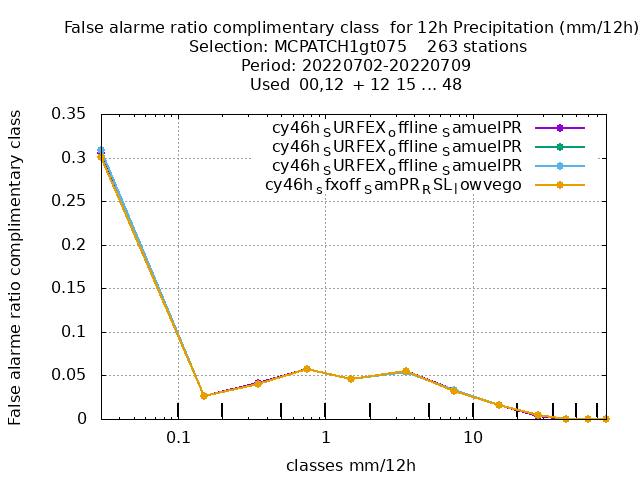 False alarme ratio complimentary class  for 12h Precipitation (mm/12h)
Selection: MCPATCH1gt075    263 stations
Period: 20220702-20220709
Used  00,12  + 12 15 ... 48
False alarme ratio complimentary class
0.35
0.3
0.25
0.2
0.15
0.1
0.05
0
cy46h_SURFEX_offline_SamuelPR
cy46h_SURFEX_offline_SamuelPR
cy46h_SURFEX_offline_SamuelPR
cy46h_sfxoff_SamPR_RSL_lowvego
0.1
1
10
classes mm/12h